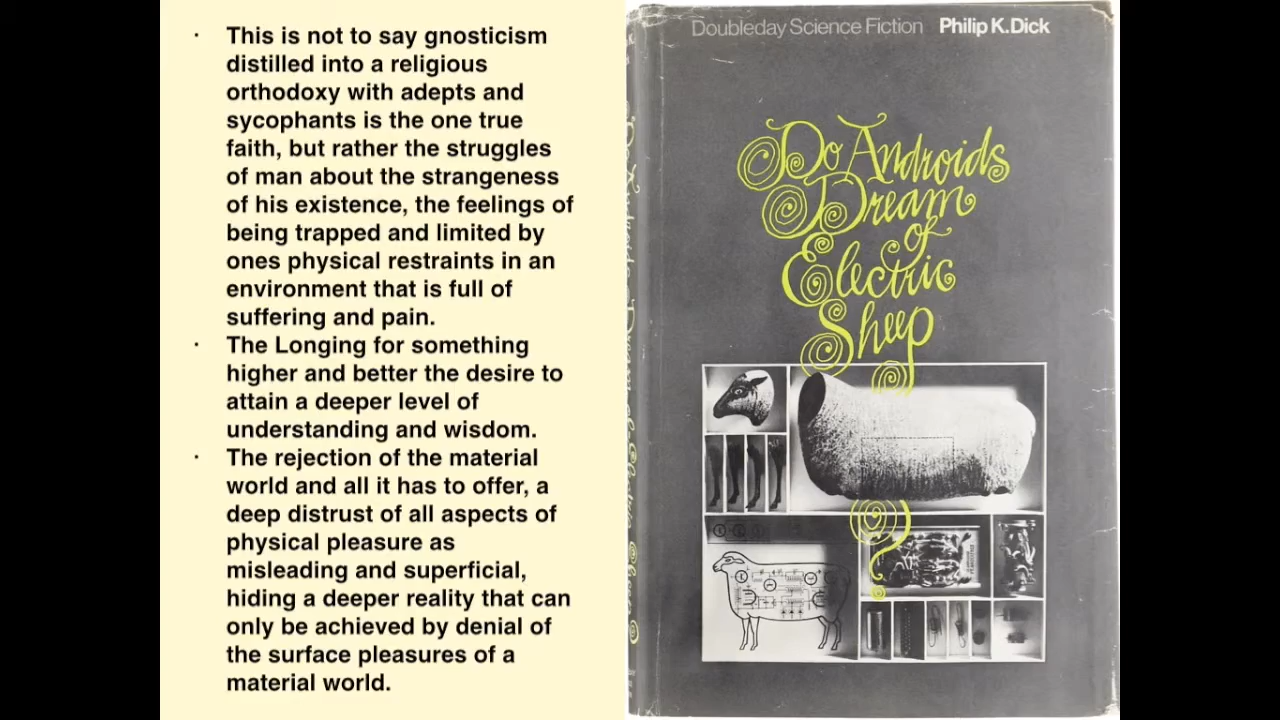 · This is not to say gnosticism
distilled into a religious
orthodoxy with adepts and
sycophants is the one true
faith, but rather the struggles
of man about the strangeness
of his existence, the feelings of
being trapped and limited by
ones physical restraints in an
environment that is full of
suffering and pain.
· The Longing for something
higher and better the desire to
attain a deeper level of
understanding and wisdom.
· The rejection of the material
world and all it has to offer, a
deep distrust of all aspects of
physical pleasure as
misleading and superficial,
hiding a deeper reality that can
only be achieved by denial of
the surface pleasures of a
material world.
Doubleday Science Fiction Philip K. Dick
Do Androids
Dream
of
Electric
Sheep
?